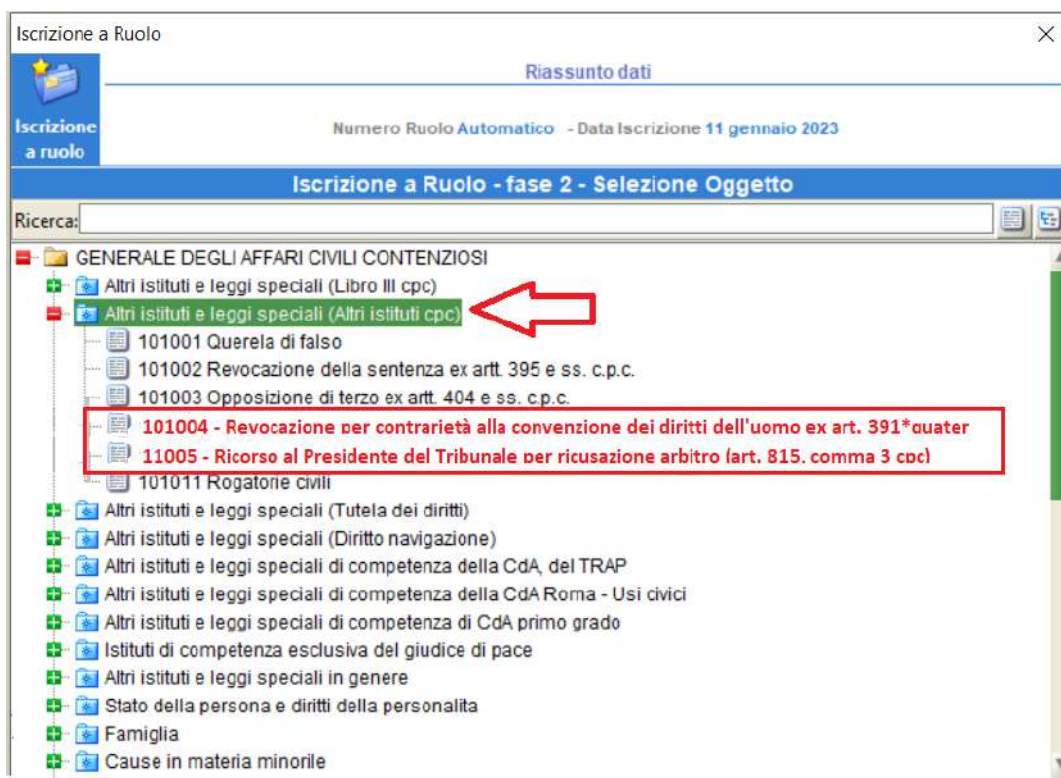 Iscrizione a Ruolo
Riassunto dati
Iscrizione
a ruolo
Numero Ruolo Automatico - Data Iscrizione 11 gennaio 2023
Iscrizione a Ruolo - fase 2 - Selezione Oggetto
Ricerca:
GENERALE DEGLI AFFARI CIVILI CONTENZIOSI
Altri istituti e leggi speciali (Libro III cpc)
Altri istituti e leggi speciali (Altri istituti cpc)
101001 Querela di falso
101002 Revocazione della sentenza ex artt. 395 e ss. c.p.c.
101003 Opposizione di terzo ex artt. 404 e ss. c.p.c.
101004 - Revocazione per contrarietà alla convenzione dei diritti dell'uomo ex art. 391*quater
11005 - Ricorso al Presidente del Tribunale per ricusazione arbitro (art. 815, comma 3 cpc)
101011 Rogatorie civili
Altri istituti e leggi speciali (Tutela dei diritti)
Altri istituti e leggi speciali (Diritto navigazione)
Altri istituti e leggi speciali di competenza della CdA, del TRAP
Altri istituti e leggi speciali di competenza della CdA Roma - Usi civici
Altri istituti e leggi speciali di competenza di CdA primo grado
Istituti di competenza esclusiva del giudice di pace
Altri istituti e leggi speciali in genere
Stato della persona e diritti della personalita
Famiglia
Cause in materia minorile